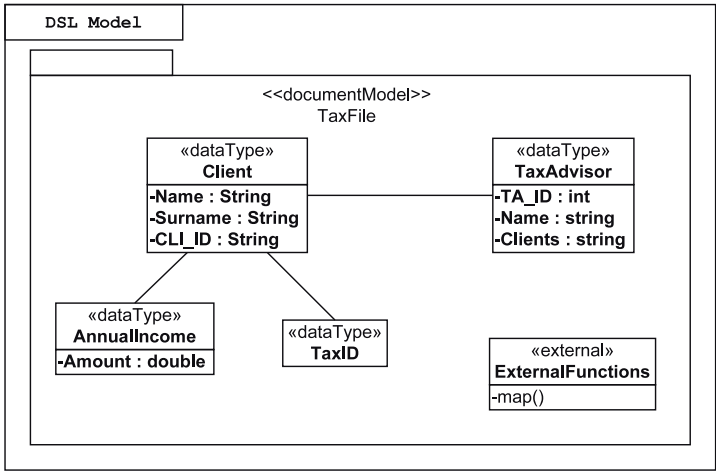 DSL Model
<<documentModel>>
TaxFile
«dataType»
Client
-Name : String
-Surname : String
-CLI_ID : String
«dataType»
TaxAdvisor
-TA_ID : int
-Name : string
-Clients : string
«dataType»
AnnualIncome
-Amount : double
«dataType»
TaxID
«external»
ExternalFunctions
-map()